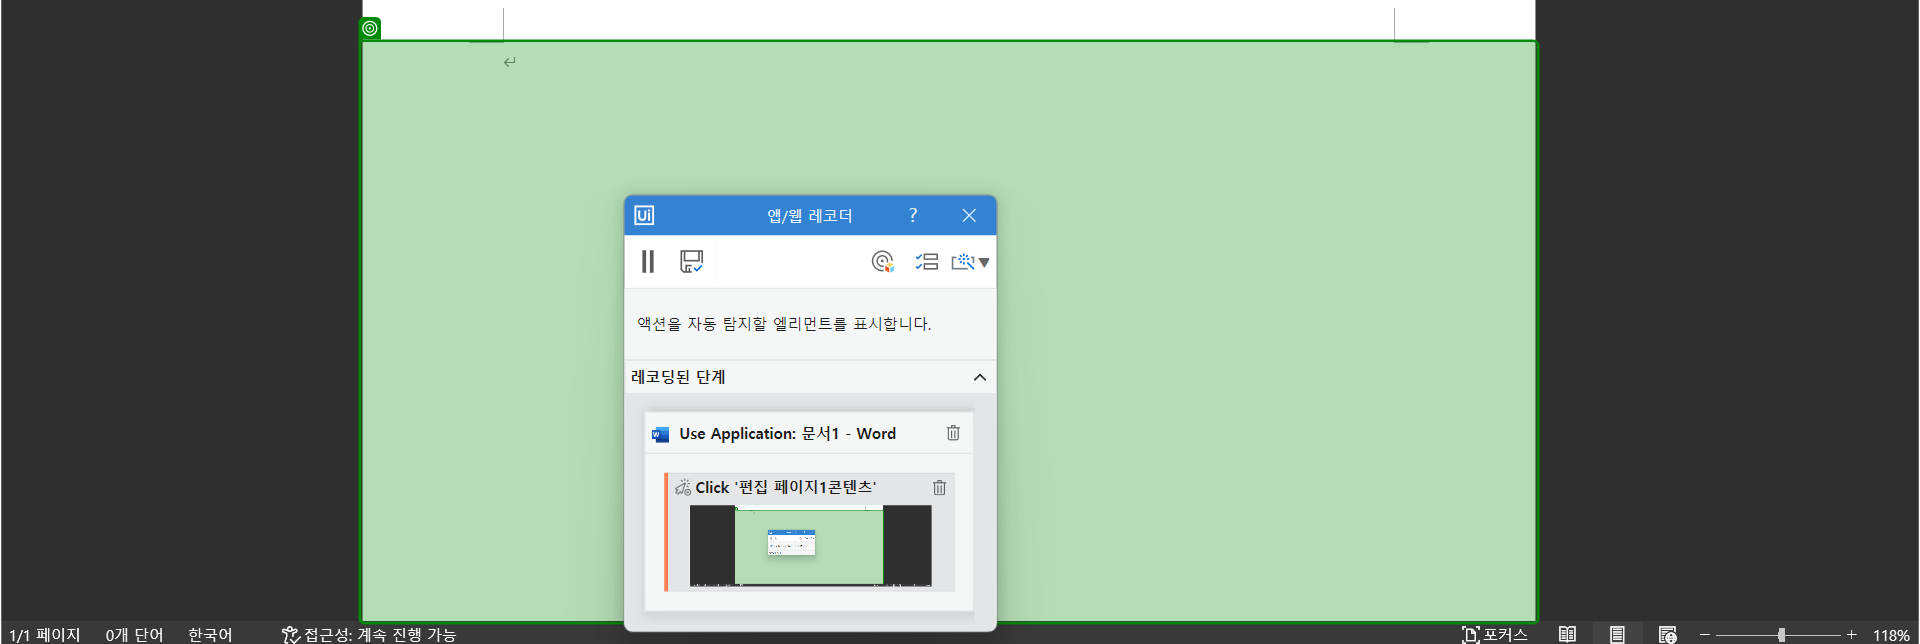 Ui 앱/웹 레코더 ?
액션을 자동 탐지할 엘리먼트를 표시합니다.
레코딩된 단계
Use Application: 문서1 - Word
Click '편집 페이지1콘텐츠'
1/1 페이지 0개 단어 한국어 접근성: 계속 진행 가능 포커스 118%